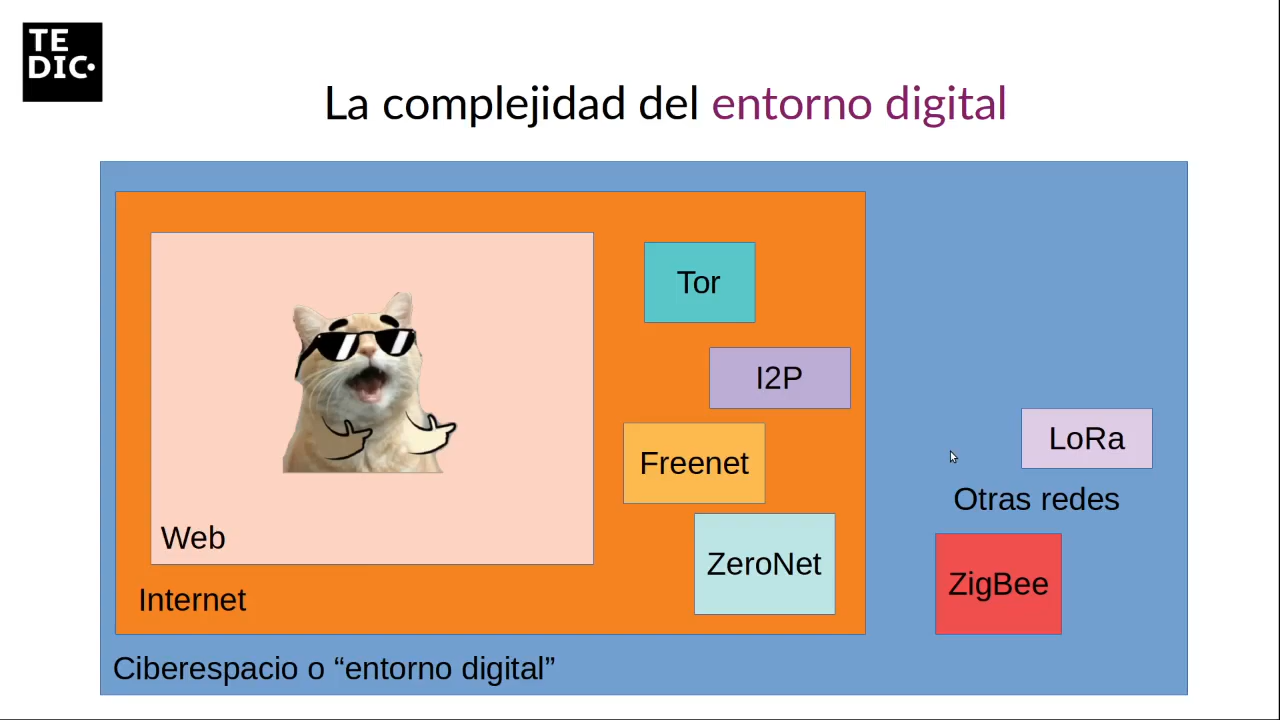 TE
DIC
La complejidad del entorno digital
Tor
I2P
LoRa
Freenet
Otras redes
Web
ZeroNet
ZigBee
Internet
Ciberespacio o “entorno digital”